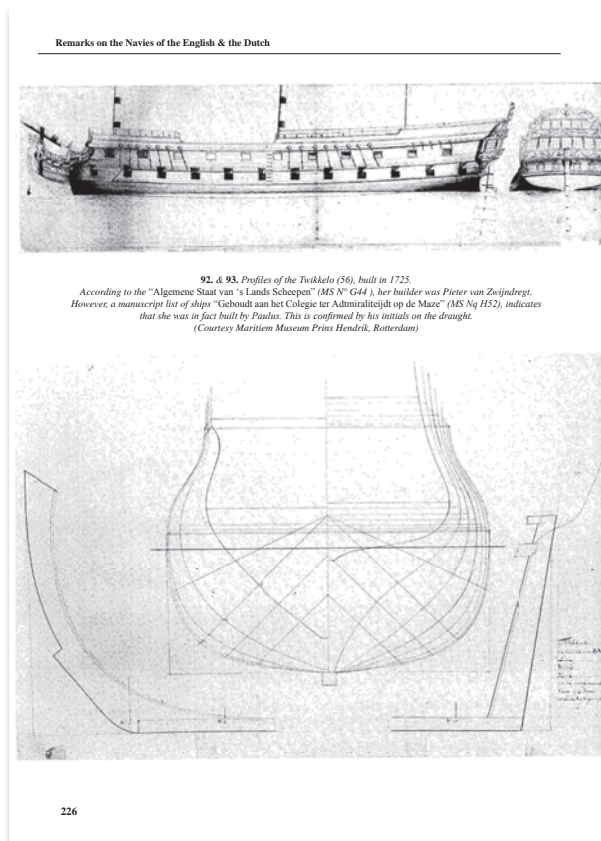 Remarks on the Navies of the English & the Dutch
92. & 93. Profiles of the Twikkelo (56), built in 1725.
According to the "Algemene Staat van 's Lands Scheepen" (MS N° G44 ), her builder was Pieter van Zwijndregt.
However, a manuscript list of ships "Geboudt aan het Colegie ter Adtmiraliteijdt op de Maze" (MS Nq H52), indicates
that she was in fact built by Paulus. This is confirmed by his initials on the draught.
(Courtesy Maritiem Museum Prins Hendrik, Rotterdam)
226